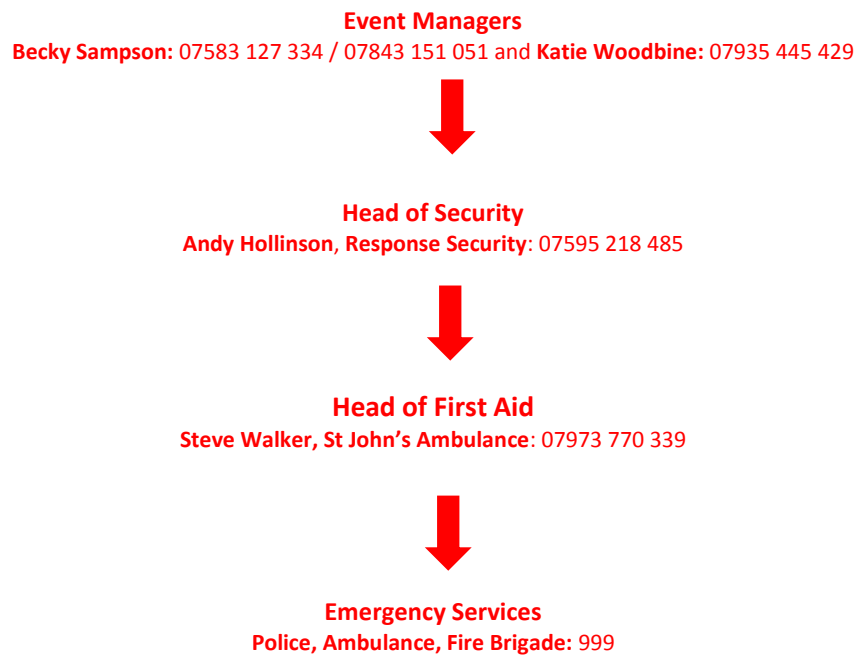 Event Managers
Becky Sampson: 07583 127 334 / 07843 151 051 and Katie Woodbine: 07935 445 429
Head of Security
Andy Hollinson, Response Security: 07595 218 485
Head of First Aid
Steve Walker, St John’s Ambulance: 07973 770 339
Emergency Services
Police, Ambulance, Fire Brigade: 999